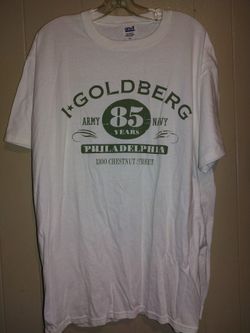 I★GOLDBERG
ARMY 85 NAVY
YEARS
PHILADELPHIA
1300 CHESTNUT STREET